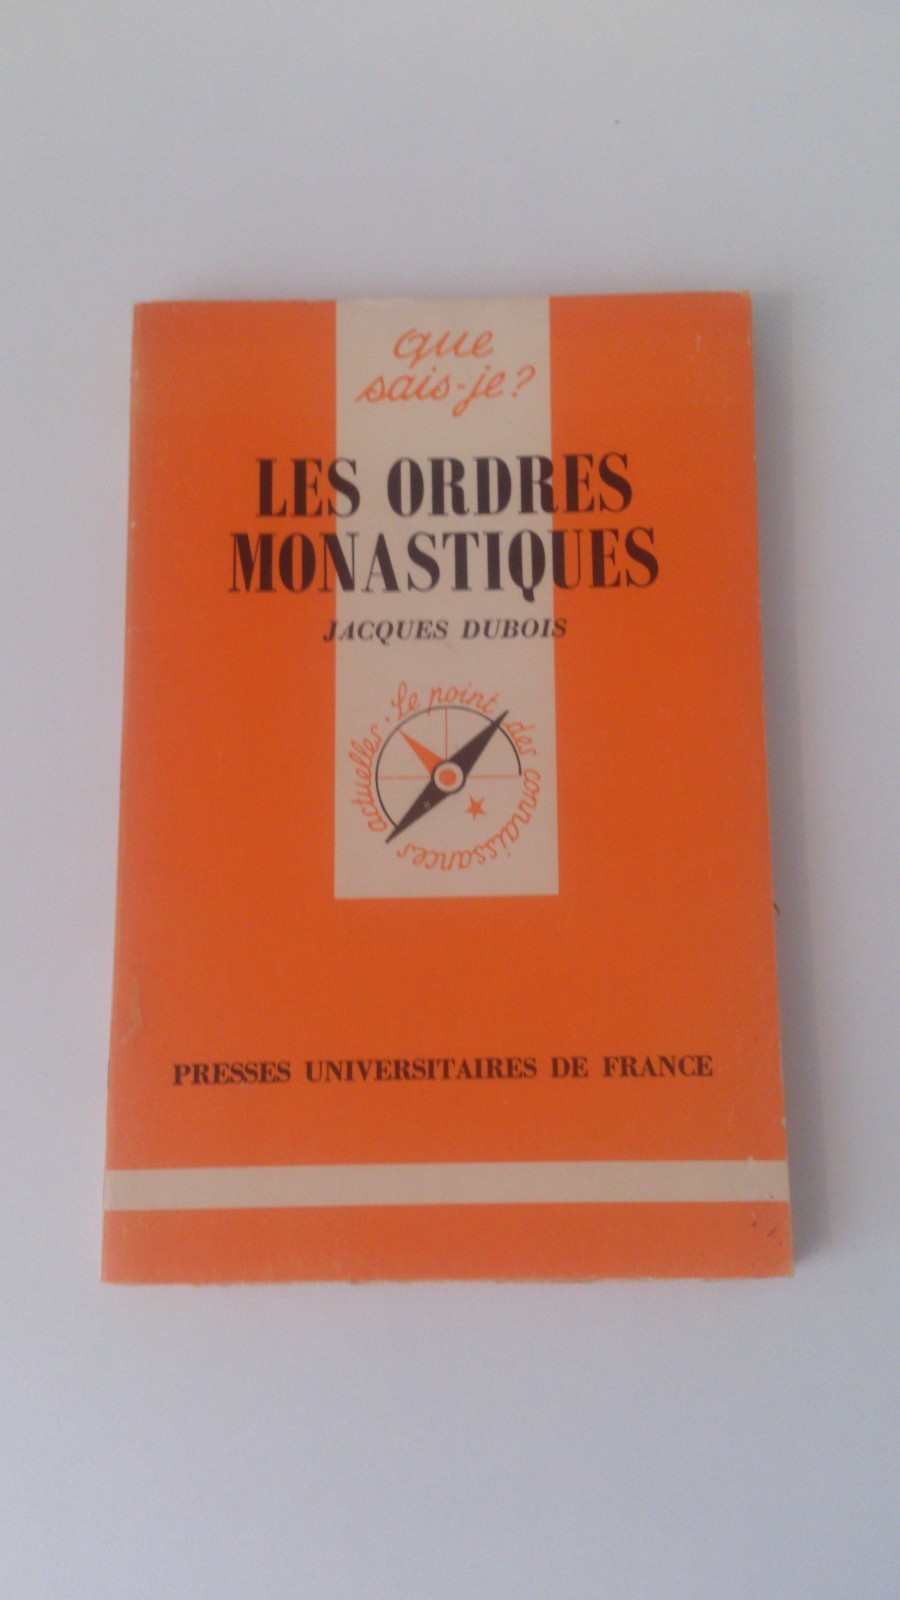 que
sais-je?
LES ORDRES
MONASTIQUES
JACQUES DUBOIS
Le point des connaissances actuelles.
PRESSES UNIVERSITAIRES DE FRANCE